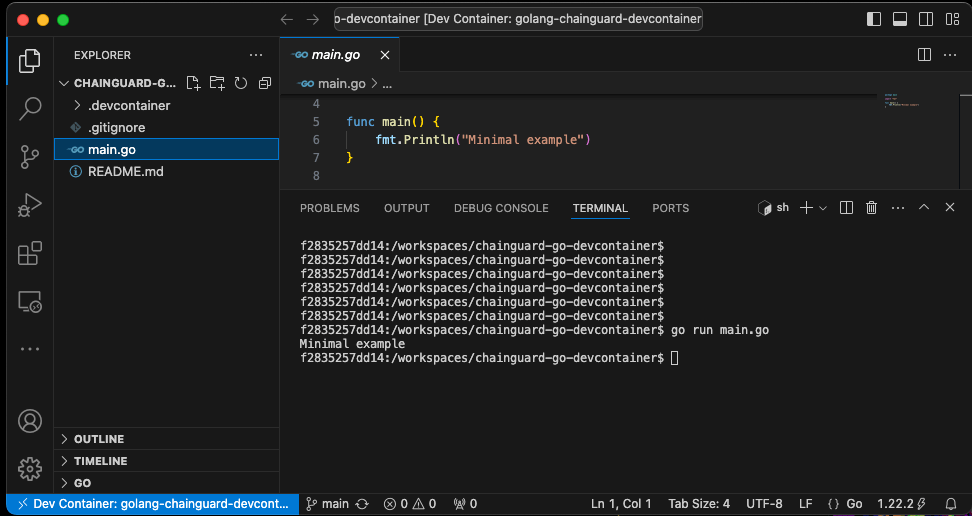 o-devcontainer [Dev Container: golang-chainguard-devcontainer
EXPLORER
CHAINGUARD-G...
.devcontainer
.gitignore
main.go
README.md
OUTLINE
TIMELINE
GO
main.go
main.go > ...
4
5 func main() {
6 fmt.Println("Minimal example")
7 }
8
PROBLEMS OUTPUT DEBUG CONSOLE TERMINAL PORTS
sh
f2835257dd14:/workspaces/chainguard-go-devcontainer$
f2835257dd14:/workspaces/chainguard-go-devcontainer$
f2835257dd14:/workspaces/chainguard-go-devcontainer$
f2835257dd14:/workspaces/chainguard-go-devcontainer$
f2835257dd14:/workspaces/chainguard-go-devcontainer$
f2835257dd14:/workspaces/chainguard-go-devcontainer$
f2835257dd14:/workspaces/chainguard-go-devcontainer$ go run main.go
Minimal example
f2835257dd14:/workspaces/chainguard-go-devcontainer$
Dev Container: golang-chainguard-devcont... main 0 0 0 Ln 1, Col 1 Tab Size: 4 UTF-8 LF {} Go 1.22.2